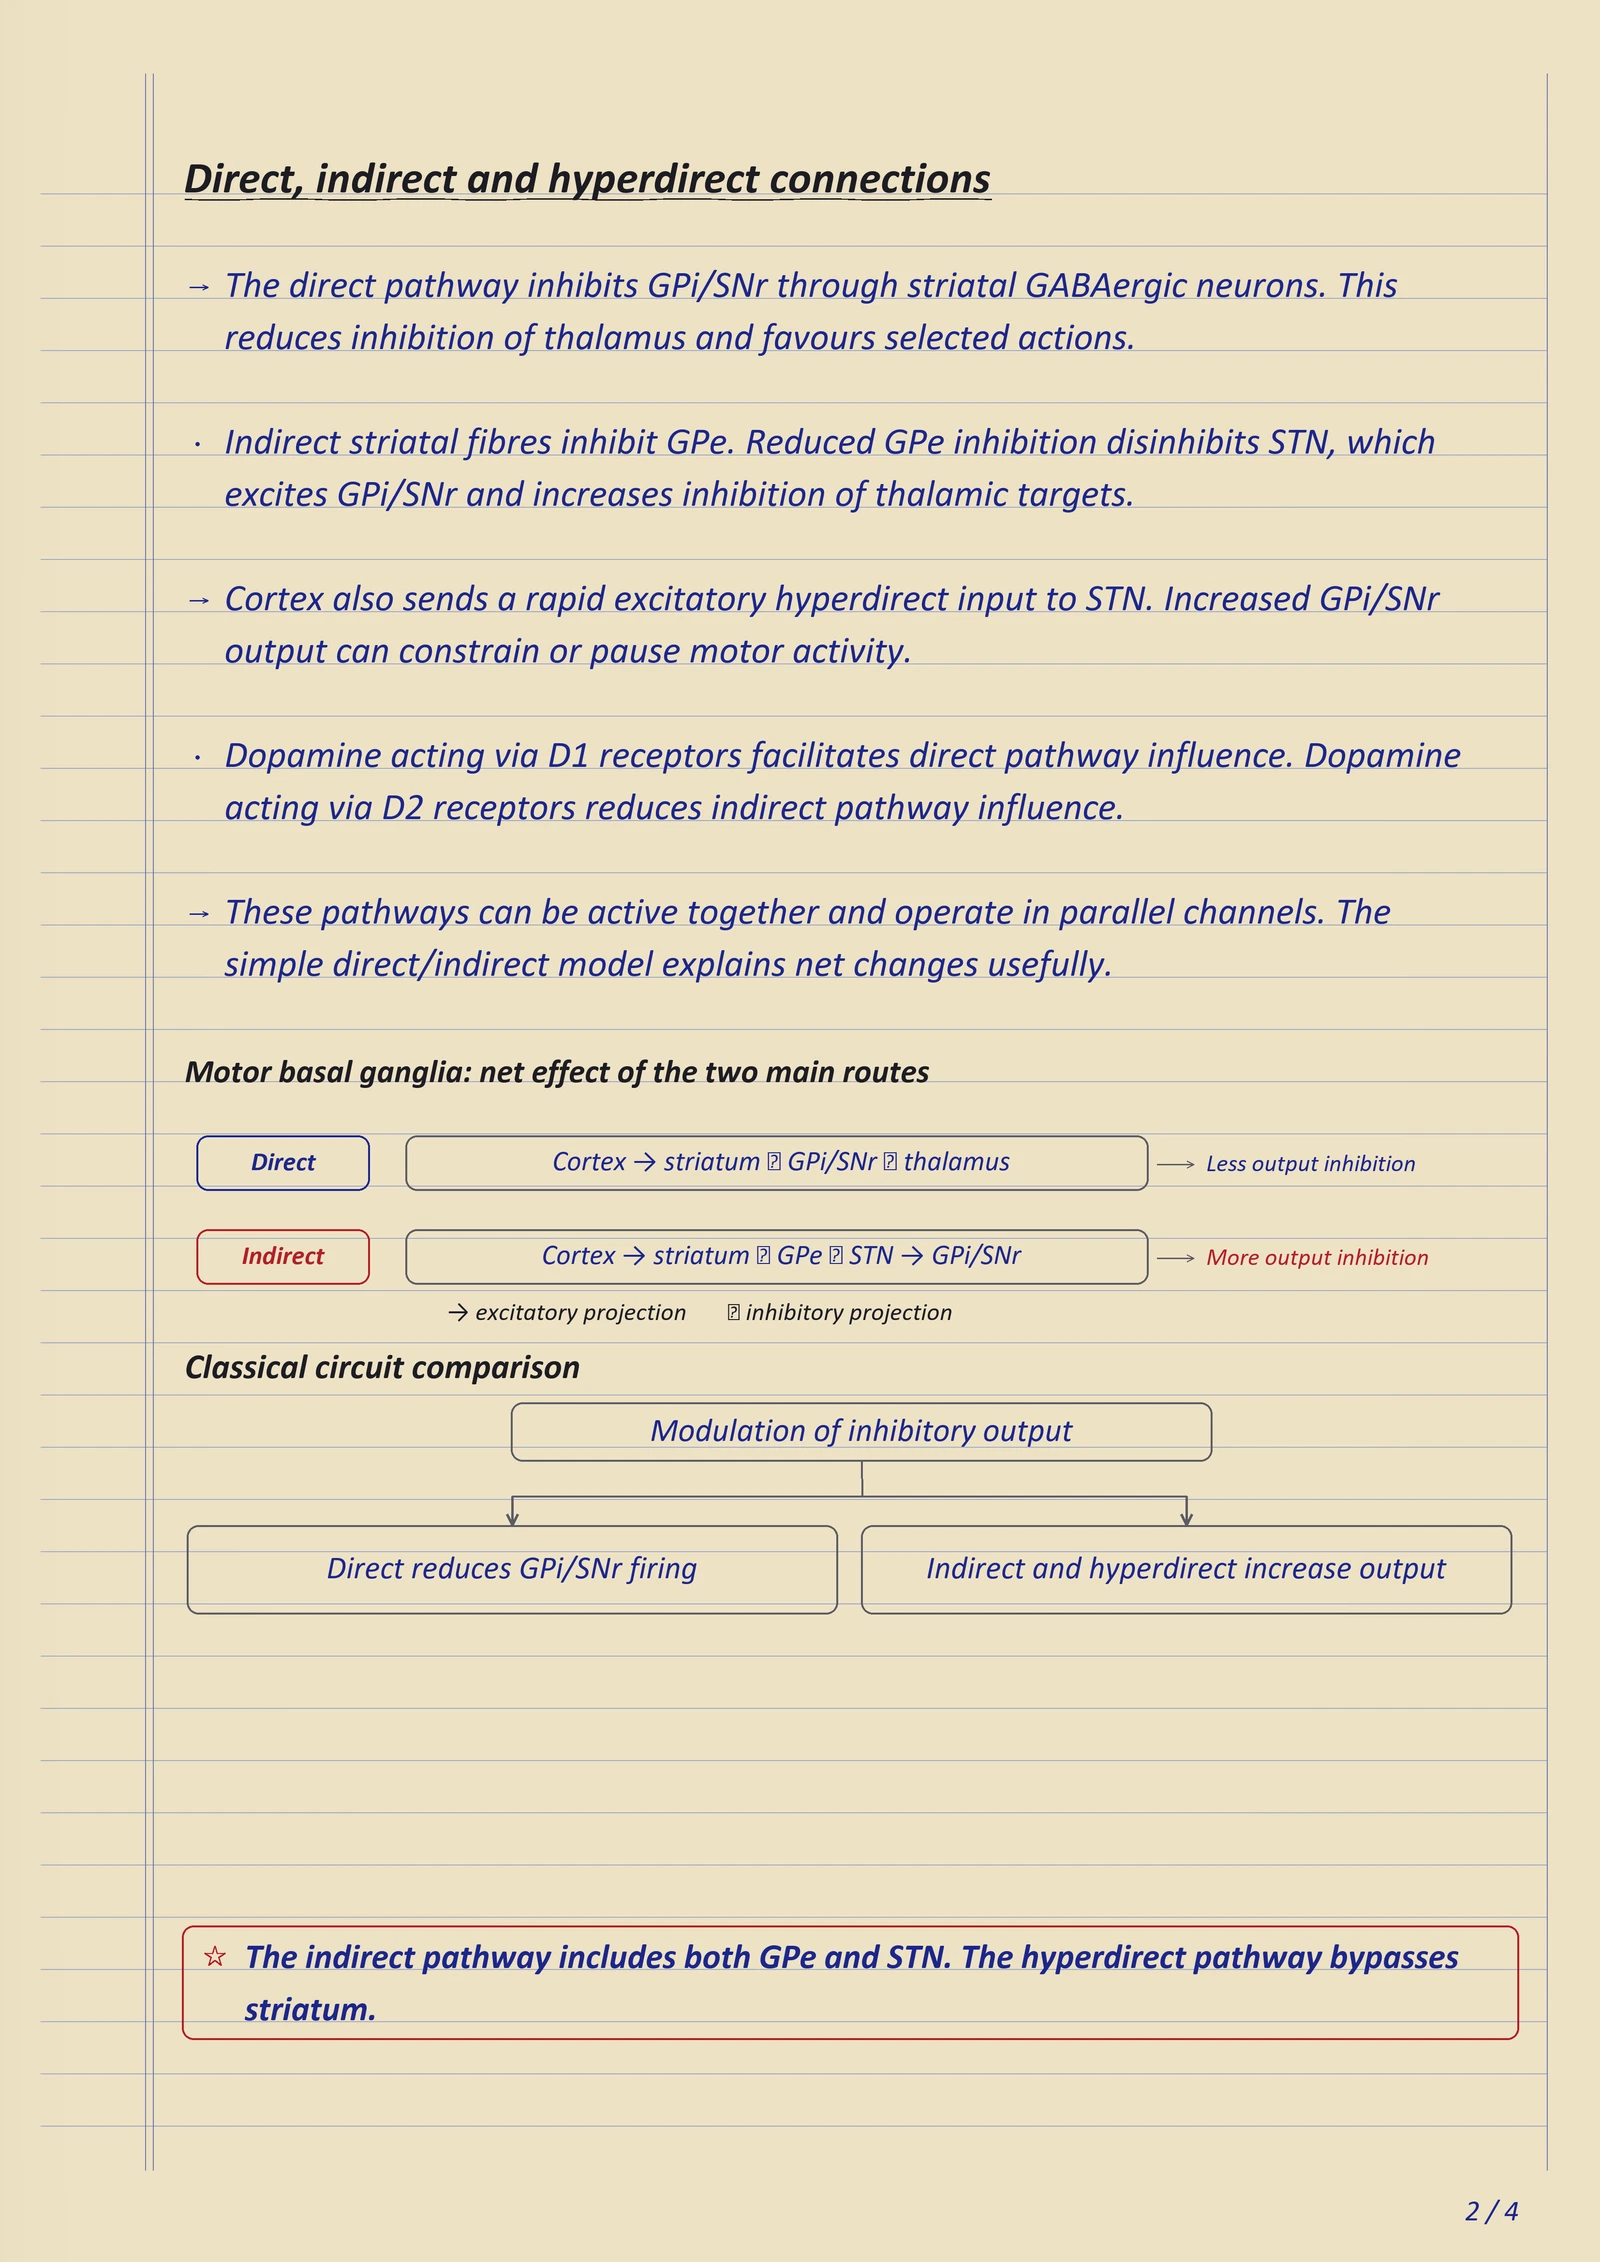 Direct, indirect and hyperdirect connections
→ The direct pathway inhibits GPi/SNr through striatal GABAergic neurons. This
reduces inhibition of thalamus and favours selected actions.
· Indirect striatal fibres inhibit GPe. Reduced GPe inhibition disinhibits STN, which
excites GPi/SNr and increases inhibition of thalamic targets.
→ Cortex also sends a rapid excitatory hyperdirect input to STN. Increased GPi/SNr
output can constrain or pause motor activity.
· Dopamine acting via D1 receptors facilitates direct pathway influence. Dopamine
acting via D2 receptors reduces indirect pathway influence.
→ These pathways can be active together and operate in parallel channels. The
simple direct/indirect model explains net changes usefully.
Motor basal ganglia: net effect of the two main routes
Direct
Cortex → striatum ⍰ GPi/SNr ⍰ thalamus
→ Less output inhibition
Indirect
Cortex → striatum ⍰ GPe ⍰ STN → GPi/SNr
→ More output inhibition
→ excitatory projection ⍰ inhibitory projection
Classical circuit comparison
Modulation of inhibitory output
Direct reduces GPi/SNr firing
Indirect and hyperdirect increase output
☆ The indirect pathway includes both GPe and STN. The hyperdirect pathway bypasses
striatum.
2 / 4